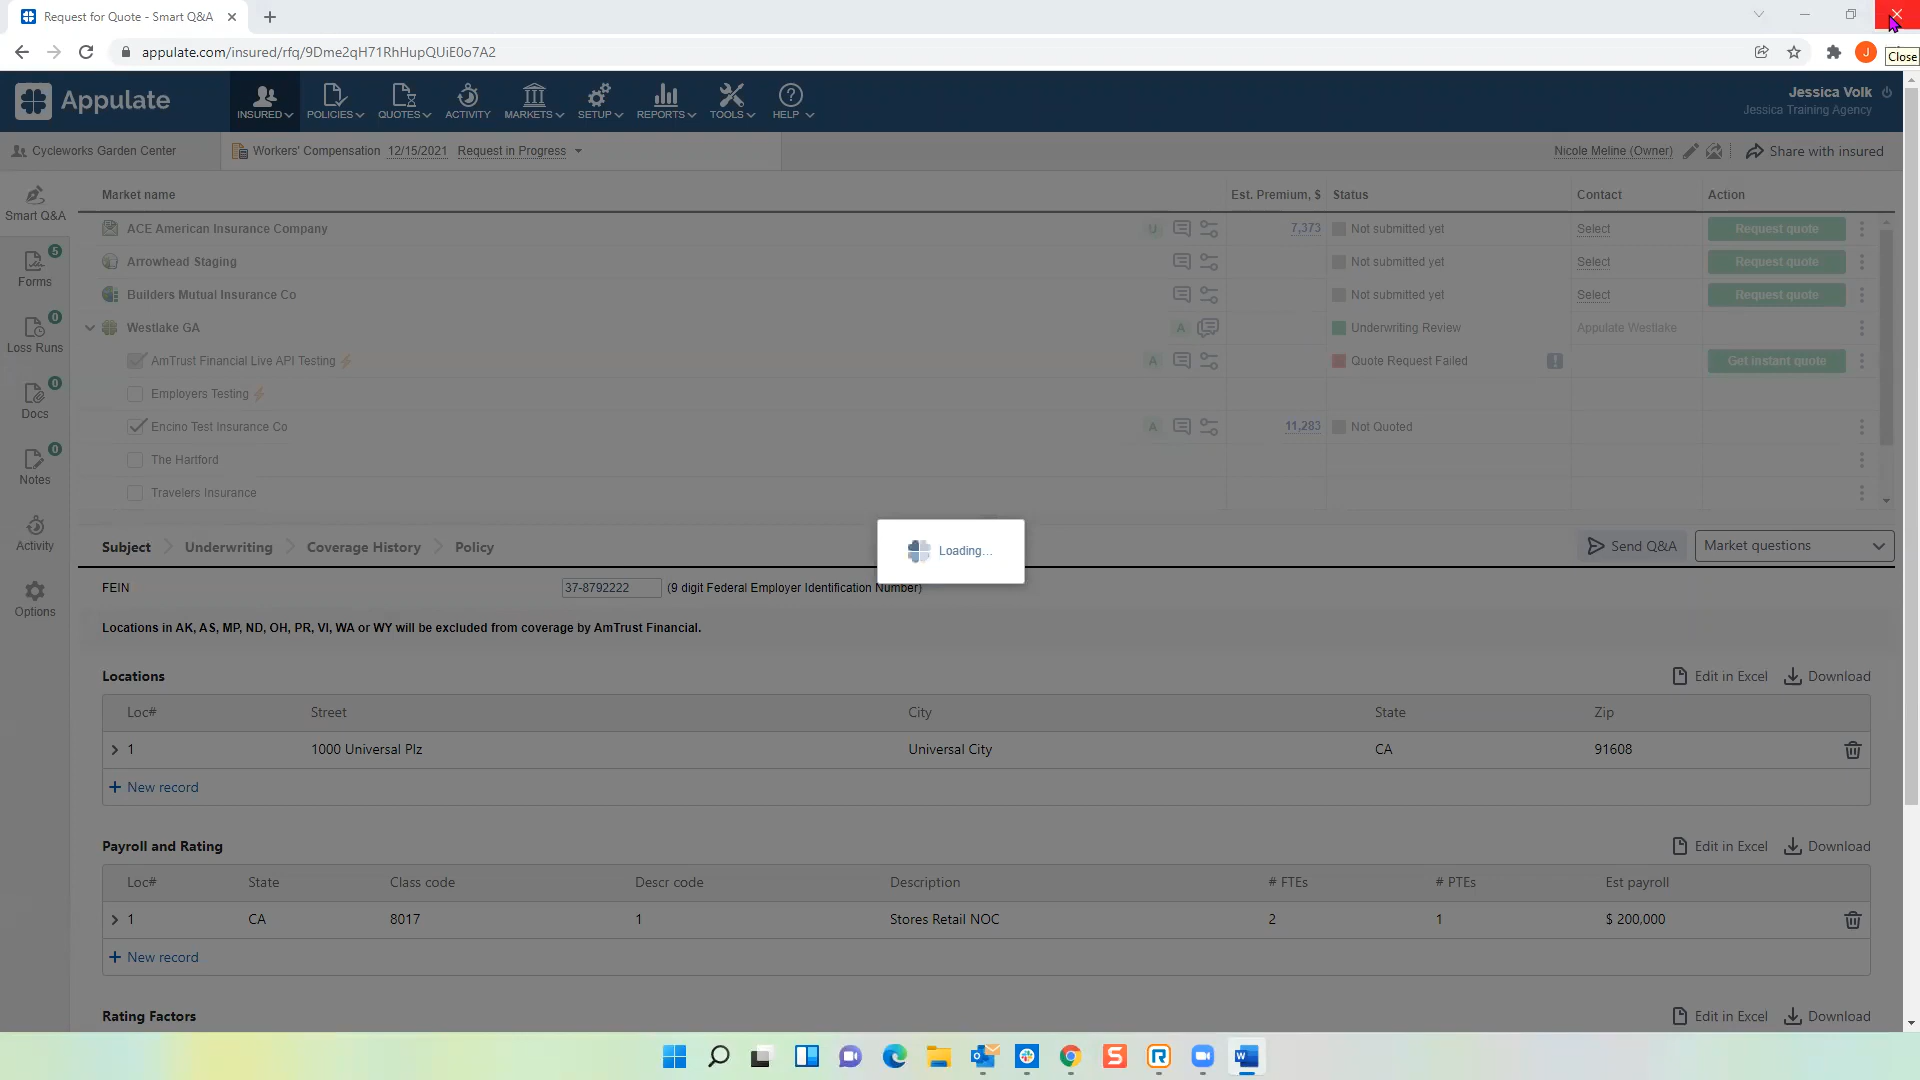 Request for Quote - Smart Q&A
appulate.com/insured/rfq/9Dme2qH71RhHupQUiE0o7A2
J
Close
Appulate
INSURED
POLICIES
QUOTES
ACTIVITY
MARKETS
SETUP
REPORTS
TOOLS
HELP
Jessica Volk
Jessica Training Agency
Cycleworks Garden Center
Workers' Compensation 12/15/2021 Request in Progress
Nicole Meline (Owner)
Share with insured
Smart Q&A
5
Forms
0
Loss Runs
0
Docs
0
Notes
Activity
Options
Market name Est. Premium, $ Status Contact Action
ACE American Insurance Company U 7,373 Not submitted yet Select Request quote
Arrowhead Staging Not submitted yet Select Request quote
Builders Mutual Insurance Co Not submitted yet Select Request quote
Westlake GA A Underwriting Review Appulate Westlake
AmTrust Financial Live API Testing A Quote Request Failed Get instant quote
Employers Testing
Encino Test Insurance Co A 11,283 Not Quoted
The Hartford
Travelers Insurance
Loading...
Subject Underwriting Coverage History Policy
Send Q&A
Market questions
FEIN 37-8792222 (9 digit Federal Employer Identification Number)
Locations in AK, AS, MP, ND, OH, PR, VI, WA or WY will be excluded from coverage by AmTrust Financial.
Locations Edit in Excel Download
Loc# Street City State Zip
1 1000 Universal Plz Universal City CA 91608
+ New record
Payroll and Rating Edit in Excel Download
Loc# State Class code Descr code Description # FTEs # PTEs Est payroll
1 CA 8017 1 Stores Retail NOC 2 1 $ 200,000
+ New record
Rating Factors Edit in Excel Download